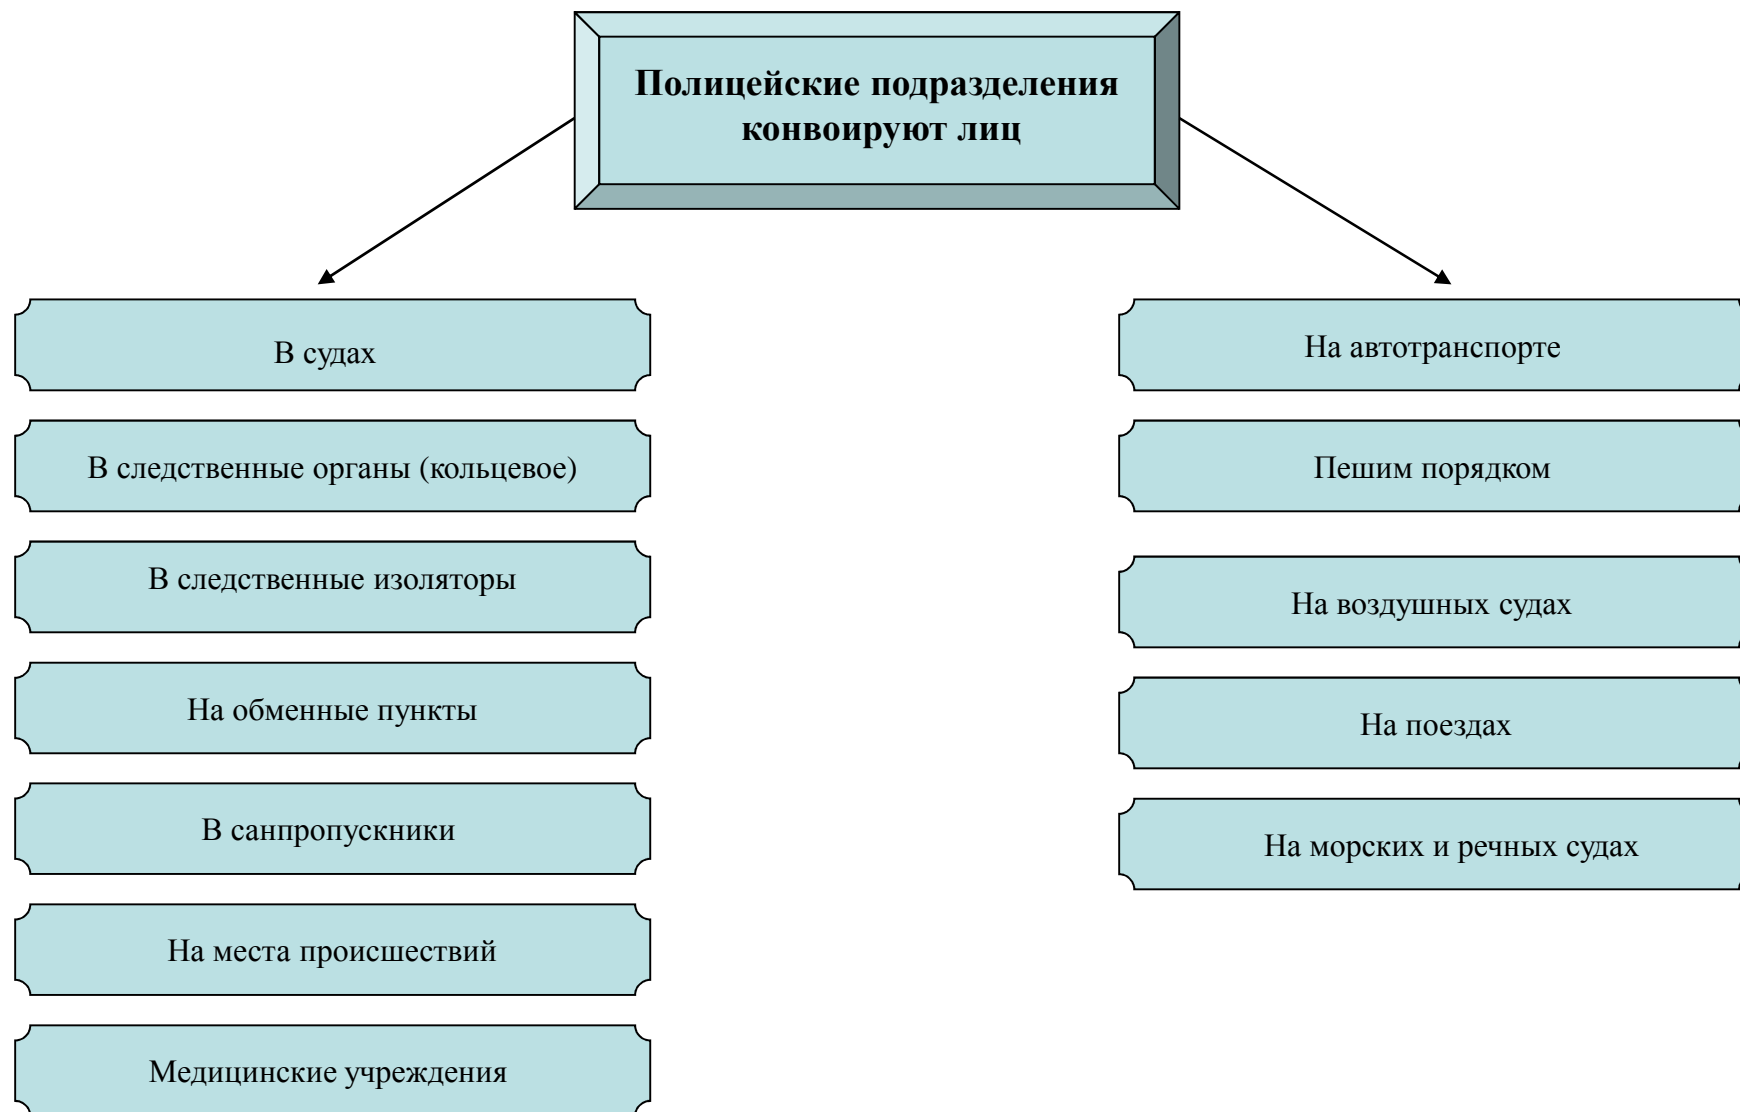 Полицейские подразделения
конвоируют лиц
В судах
В следственные органы (кольцевое)
В следственные изоляторы
На обменные пункты
В санпропускники
На места происшествий
Медицинские учреждения
На автотранспорте
Пешим порядком
На воздушных судах
На поездах
На морских и речных судах